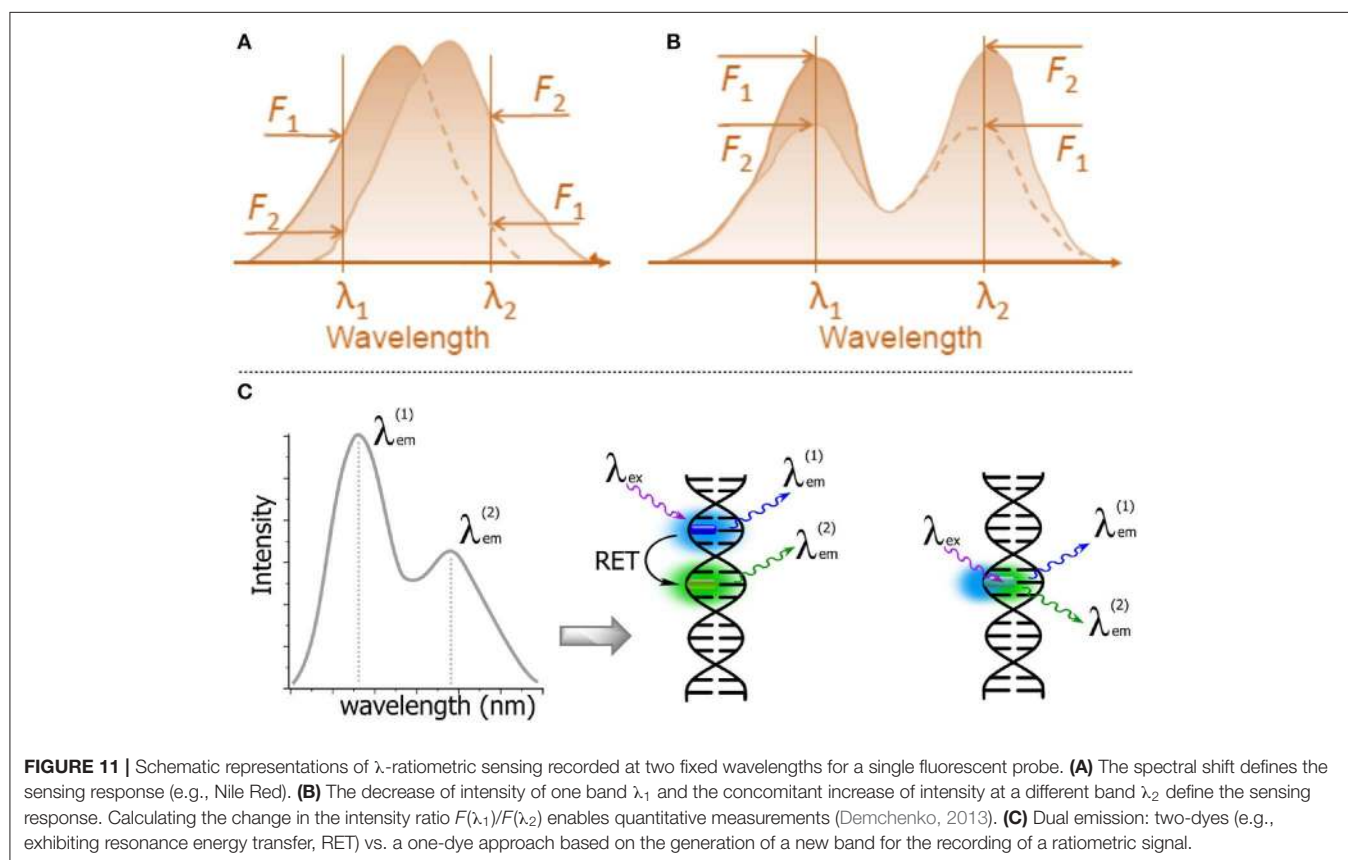 A
F1
F2
F2
F1
λ1
λ2
Wavelength
B
F1
F2
F2
F1
λ1
λ2
Wavelength
C
Intensity
λem(1)
λem(2)
wavelength (nm)
λex
RET
λem(1)
λem(2)
λex
λem(1)
λem(2)
FIGURE 11 | Schematic representations of λ-ratiometric sensing recorded at two fixed wavelengths for a single fluorescent probe. (A) The spectral shift defines the
sensing response (e.g., Nile Red). (B) The decrease of intensity of one band λ1 and the concomitant increase of intensity at a different band λ2 define the sensing
response. Calculating the change in the intensity ratio F(λ1)/F(λ2) enables quantitative measurements (Demchenko, 2013). (C) Dual emission: two-dyes (e.g.,
exhibiting resonance energy transfer, RET) vs. a one-dye approach based on the generation of a new band for the recording of a ratiometric signal.